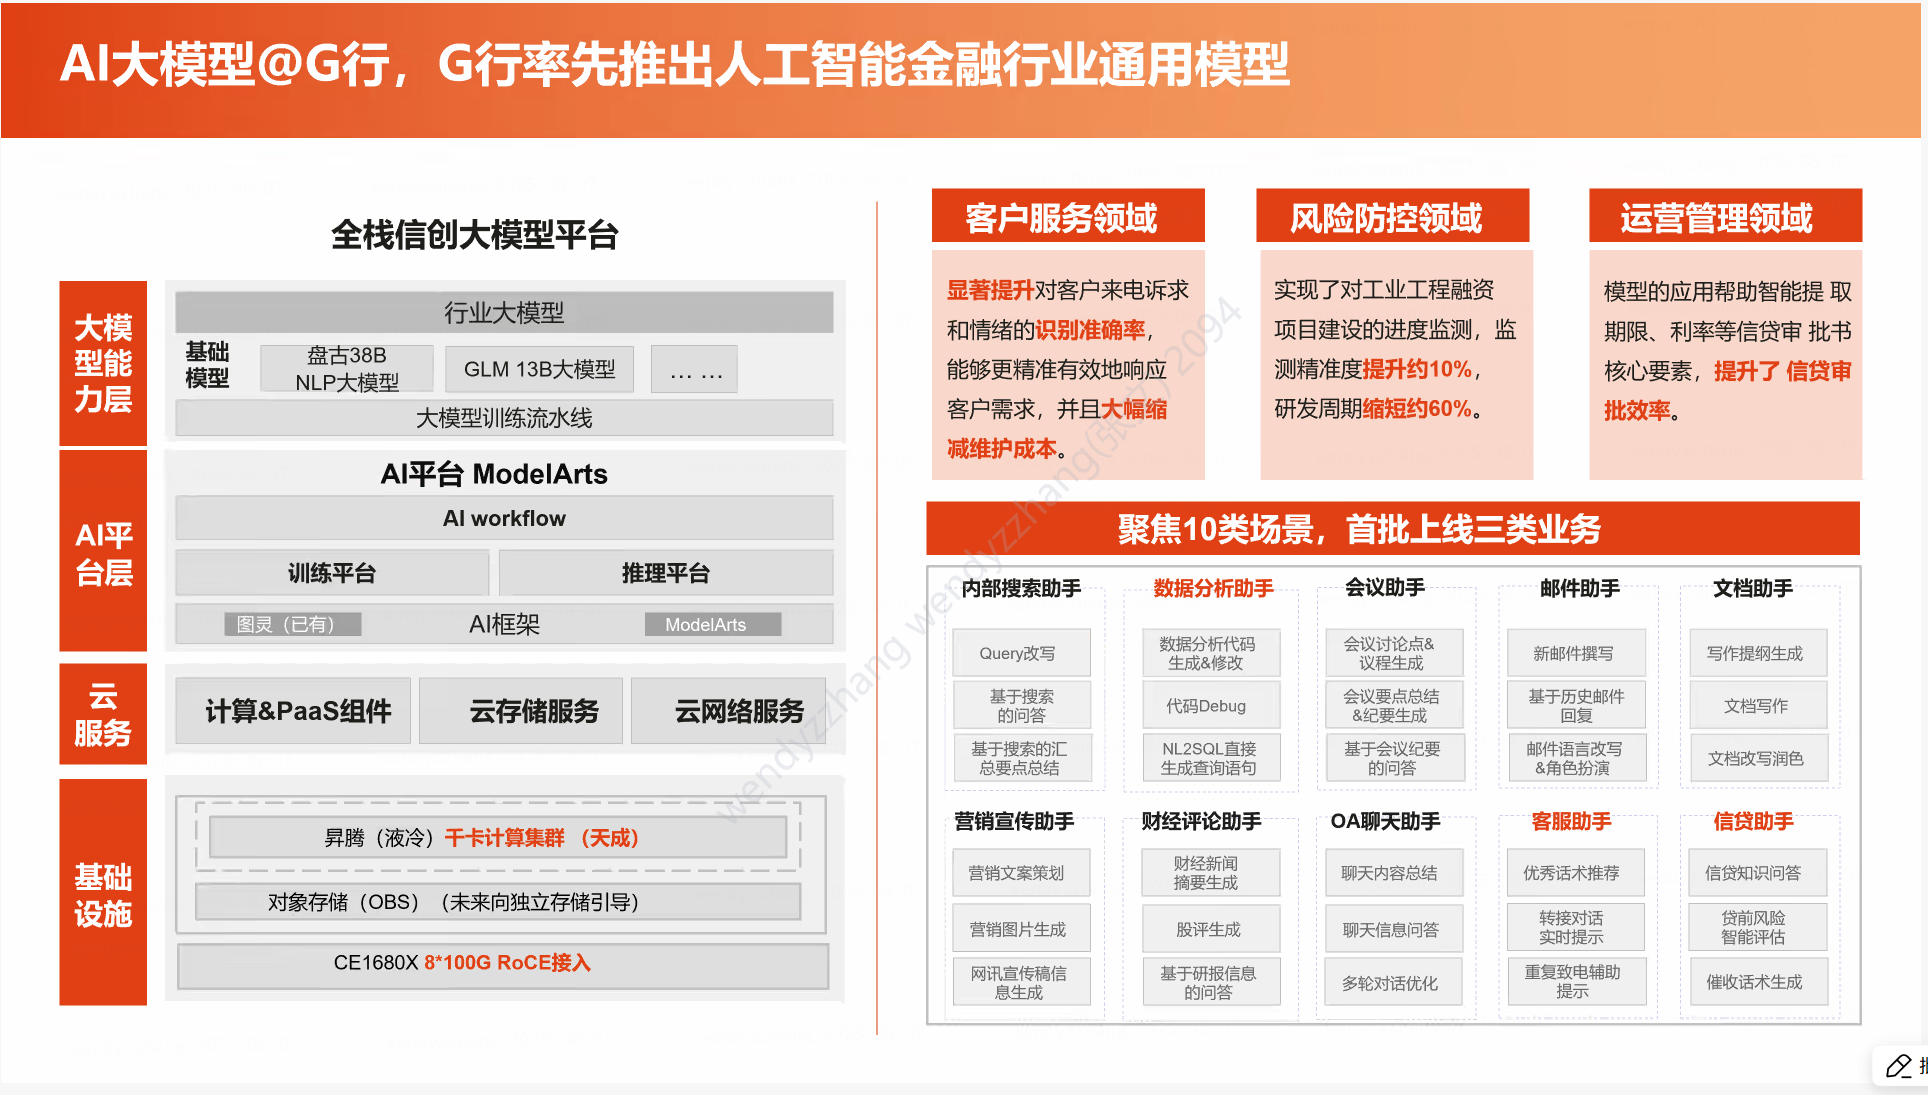 AI大模型@G行，G行率先推出人工智能金融行业通用模型
全栈信创大模型平台
大模
型能
力层
行业大模型
基础
模型
盘古38B
NLP大模型
GLM 13B大模型
... ...
大模型训练流水线
AI平
台层
AI平台 ModelArts
AI workflow
训练平台
推理平台
图灵（已有）
AI框架
ModelArts
云
服务
计算&PaaS组件
云存储服务
云网络服务
基础
设施
昇腾（液冷）千卡计算集群 （天成）
对象存储（OBS）（未来向独立存储引导）
CE1680X 8*100G RoCE接入
客户服务领域
显著提升对客户来电诉求
和情绪的识别准确率，
能够更精准有效地响应
客户需求，并且大幅缩
减维护成本。
风险防控领域
实现了对工业工程融资
项目建设的进度监测，监
测精准度提升约10%，
研发周期缩短约60%。
运营管理领域
模型的应用帮助智能提 取
期限、利率等信贷审 批书
核心要素，提升了 信贷审
批效率。
聚焦10类场景，首批上线三类业务
内部搜索助手
Query改写
基于搜索
的问答
基于搜索的汇
总要点总结
数据分析助手
数据分析代码
生成&修改
代码Debug
NL2SQL直接
生成查询语句
会议助手
会议讨论点&
议程生成
会议要点总结
&纪要生成
基于会议纪要
的问答
邮件助手
新邮件撰写
基于历史邮件
回复
邮件语言改写
&角色扮演
文档助手
写作提纲生成
文档写作
文档改写润色
营销宣传助手
营销文案策划
营销图片生成
网讯宣传稿信
息生成
财经评论助手
财经新闻
摘要生成
股评生成
基于研报信息
的问答
OA聊天助手
聊天内容总结
聊天信息问答
多轮对话优化
客服助手
优秀话术推荐
转接对话
实时提示
重复致电辅助
提示
信贷助手
信贷知识问答
贷前风险
智能评估
催收话术生成
wendyzzhang wendyzzhang(张 2094